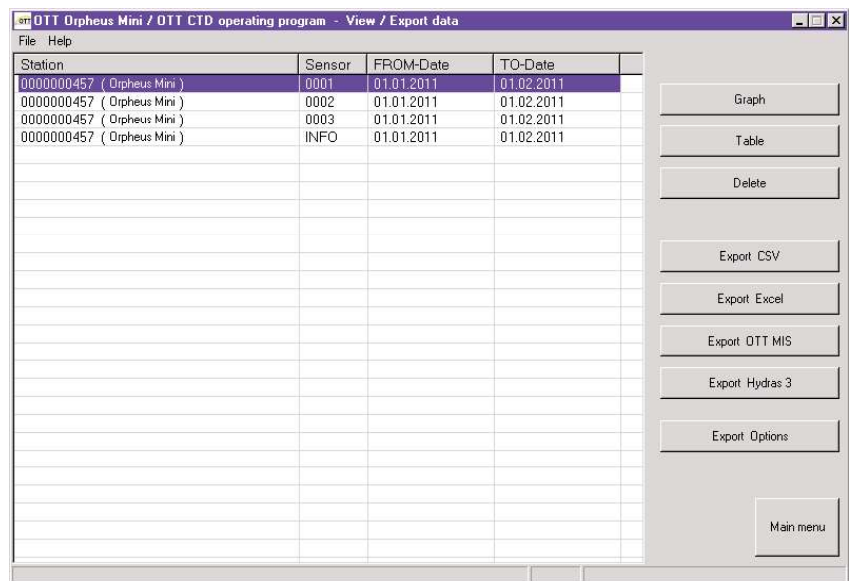 OTT OTT Orpheus Mini / OTT CTD operating program - View / Export data
File Help
Station Sensor FROM-Date TO-Date
0000000457 ( Orpheus Mini ) 0001 01.01.2011 01.02.2011
0000000457 ( Orpheus Mini ) 0002 01.01.2011 01.02.2011
0000000457 ( Orpheus Mini ) 0003 01.01.2011 01.02.2011
0000000457 ( Orpheus Mini ) INFO 01.01.2011 01.02.2011
Graph
Table
Delete
Export CSV
Export Excel
Export OTT MIS
Export Hydras 3
Export Options
Main menu